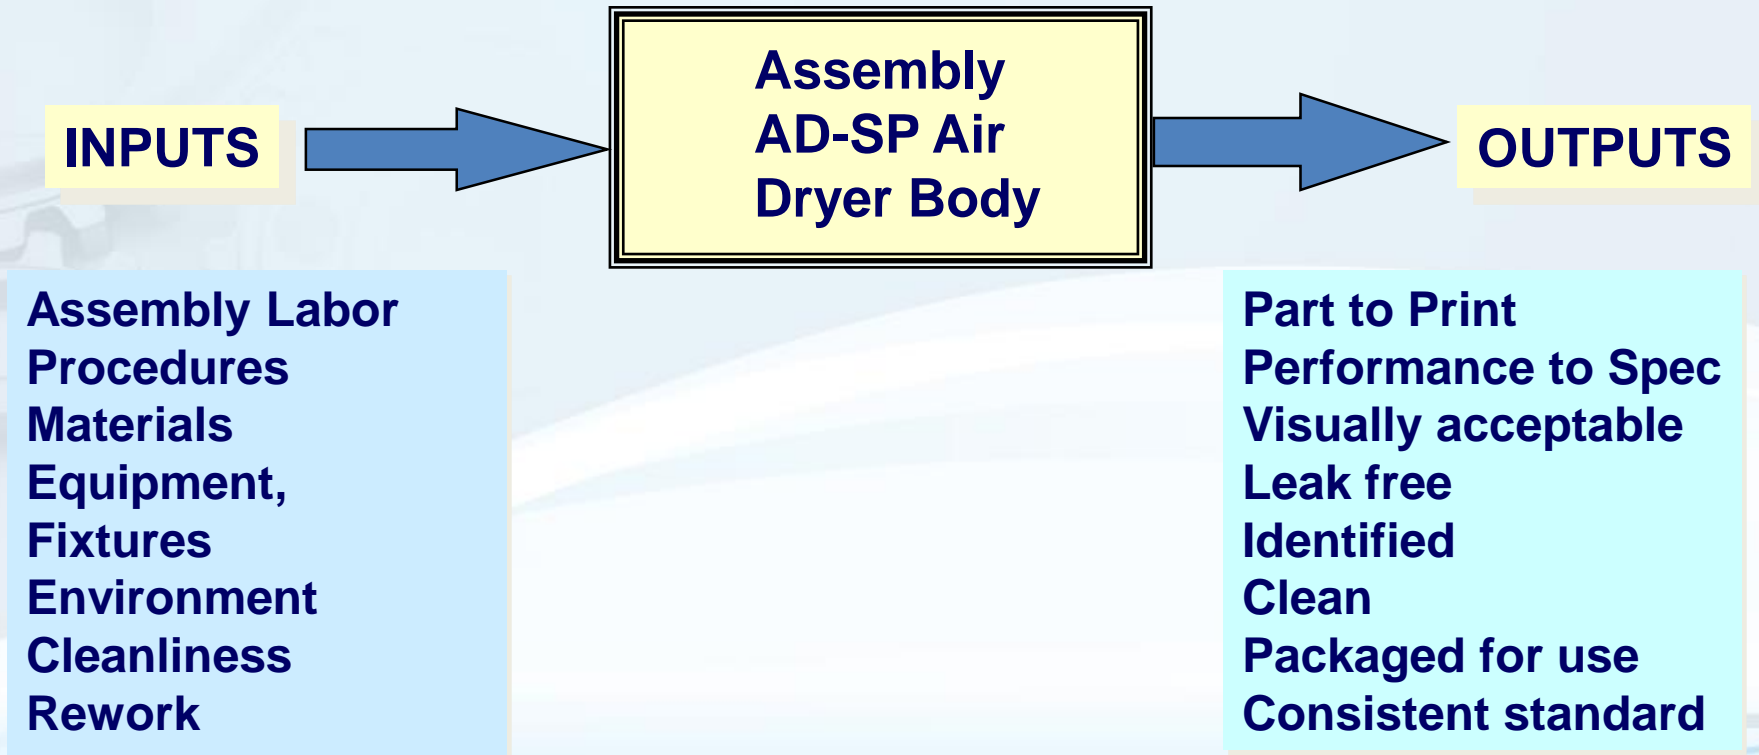 INPUTS
Assembly
AD-SP Air
Dryer Body
OUTPUTS
Assembly Labor
Procedures
Materials
Equipment,
Fixtures
Environment
Cleanliness
Rework
Part to Print
Performance to Spec
Visually acceptable
Leak free
Identified
Clean
Packaged for use
Consistent standard